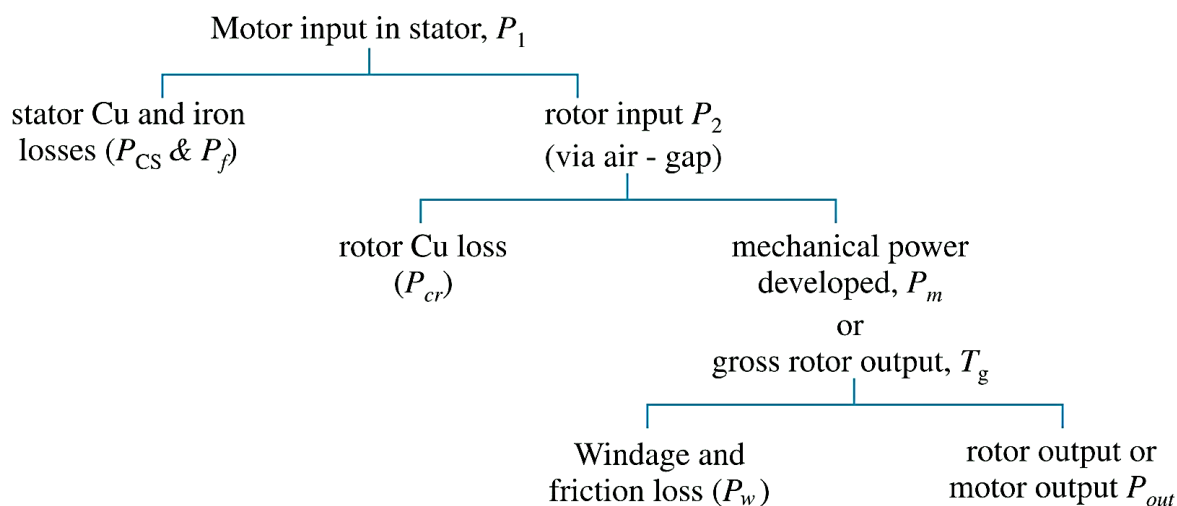 Motor input in stator, P1
stator Cu and iron
losses (PCS & Pf)
rotor input P2
(via air - gap)
rotor Cu loss
(Pcr)
mechanical power
developed, Pm
or
gross rotor output, Tg
Windage and
friction loss (Pw)
rotor output or
motor output Pout